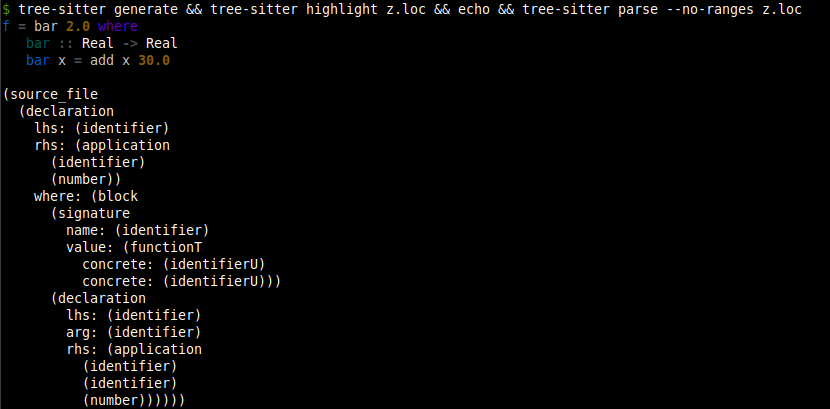 $ tree-sitter generate && tree-sitter highlight z.loc && echo && tree-sitter parse --no-ranges z.loc
f = bar 2.0 where
   bar :: Real -> Real
   bar x = add x 30.0

(source_file
  (declaration
    lhs: (identifier)
    rhs: (application
      (identifier)
      (number))
    where: (block
      (signature
        name: (identifier)
        value: (functionT
          concrete: (identifierU)
          concrete: (identifierU)))
      (declaration
        lhs: (identifier)
        arg: (identifier)
        rhs: (application
          (identifier)
          (identifier)
          (number))))))